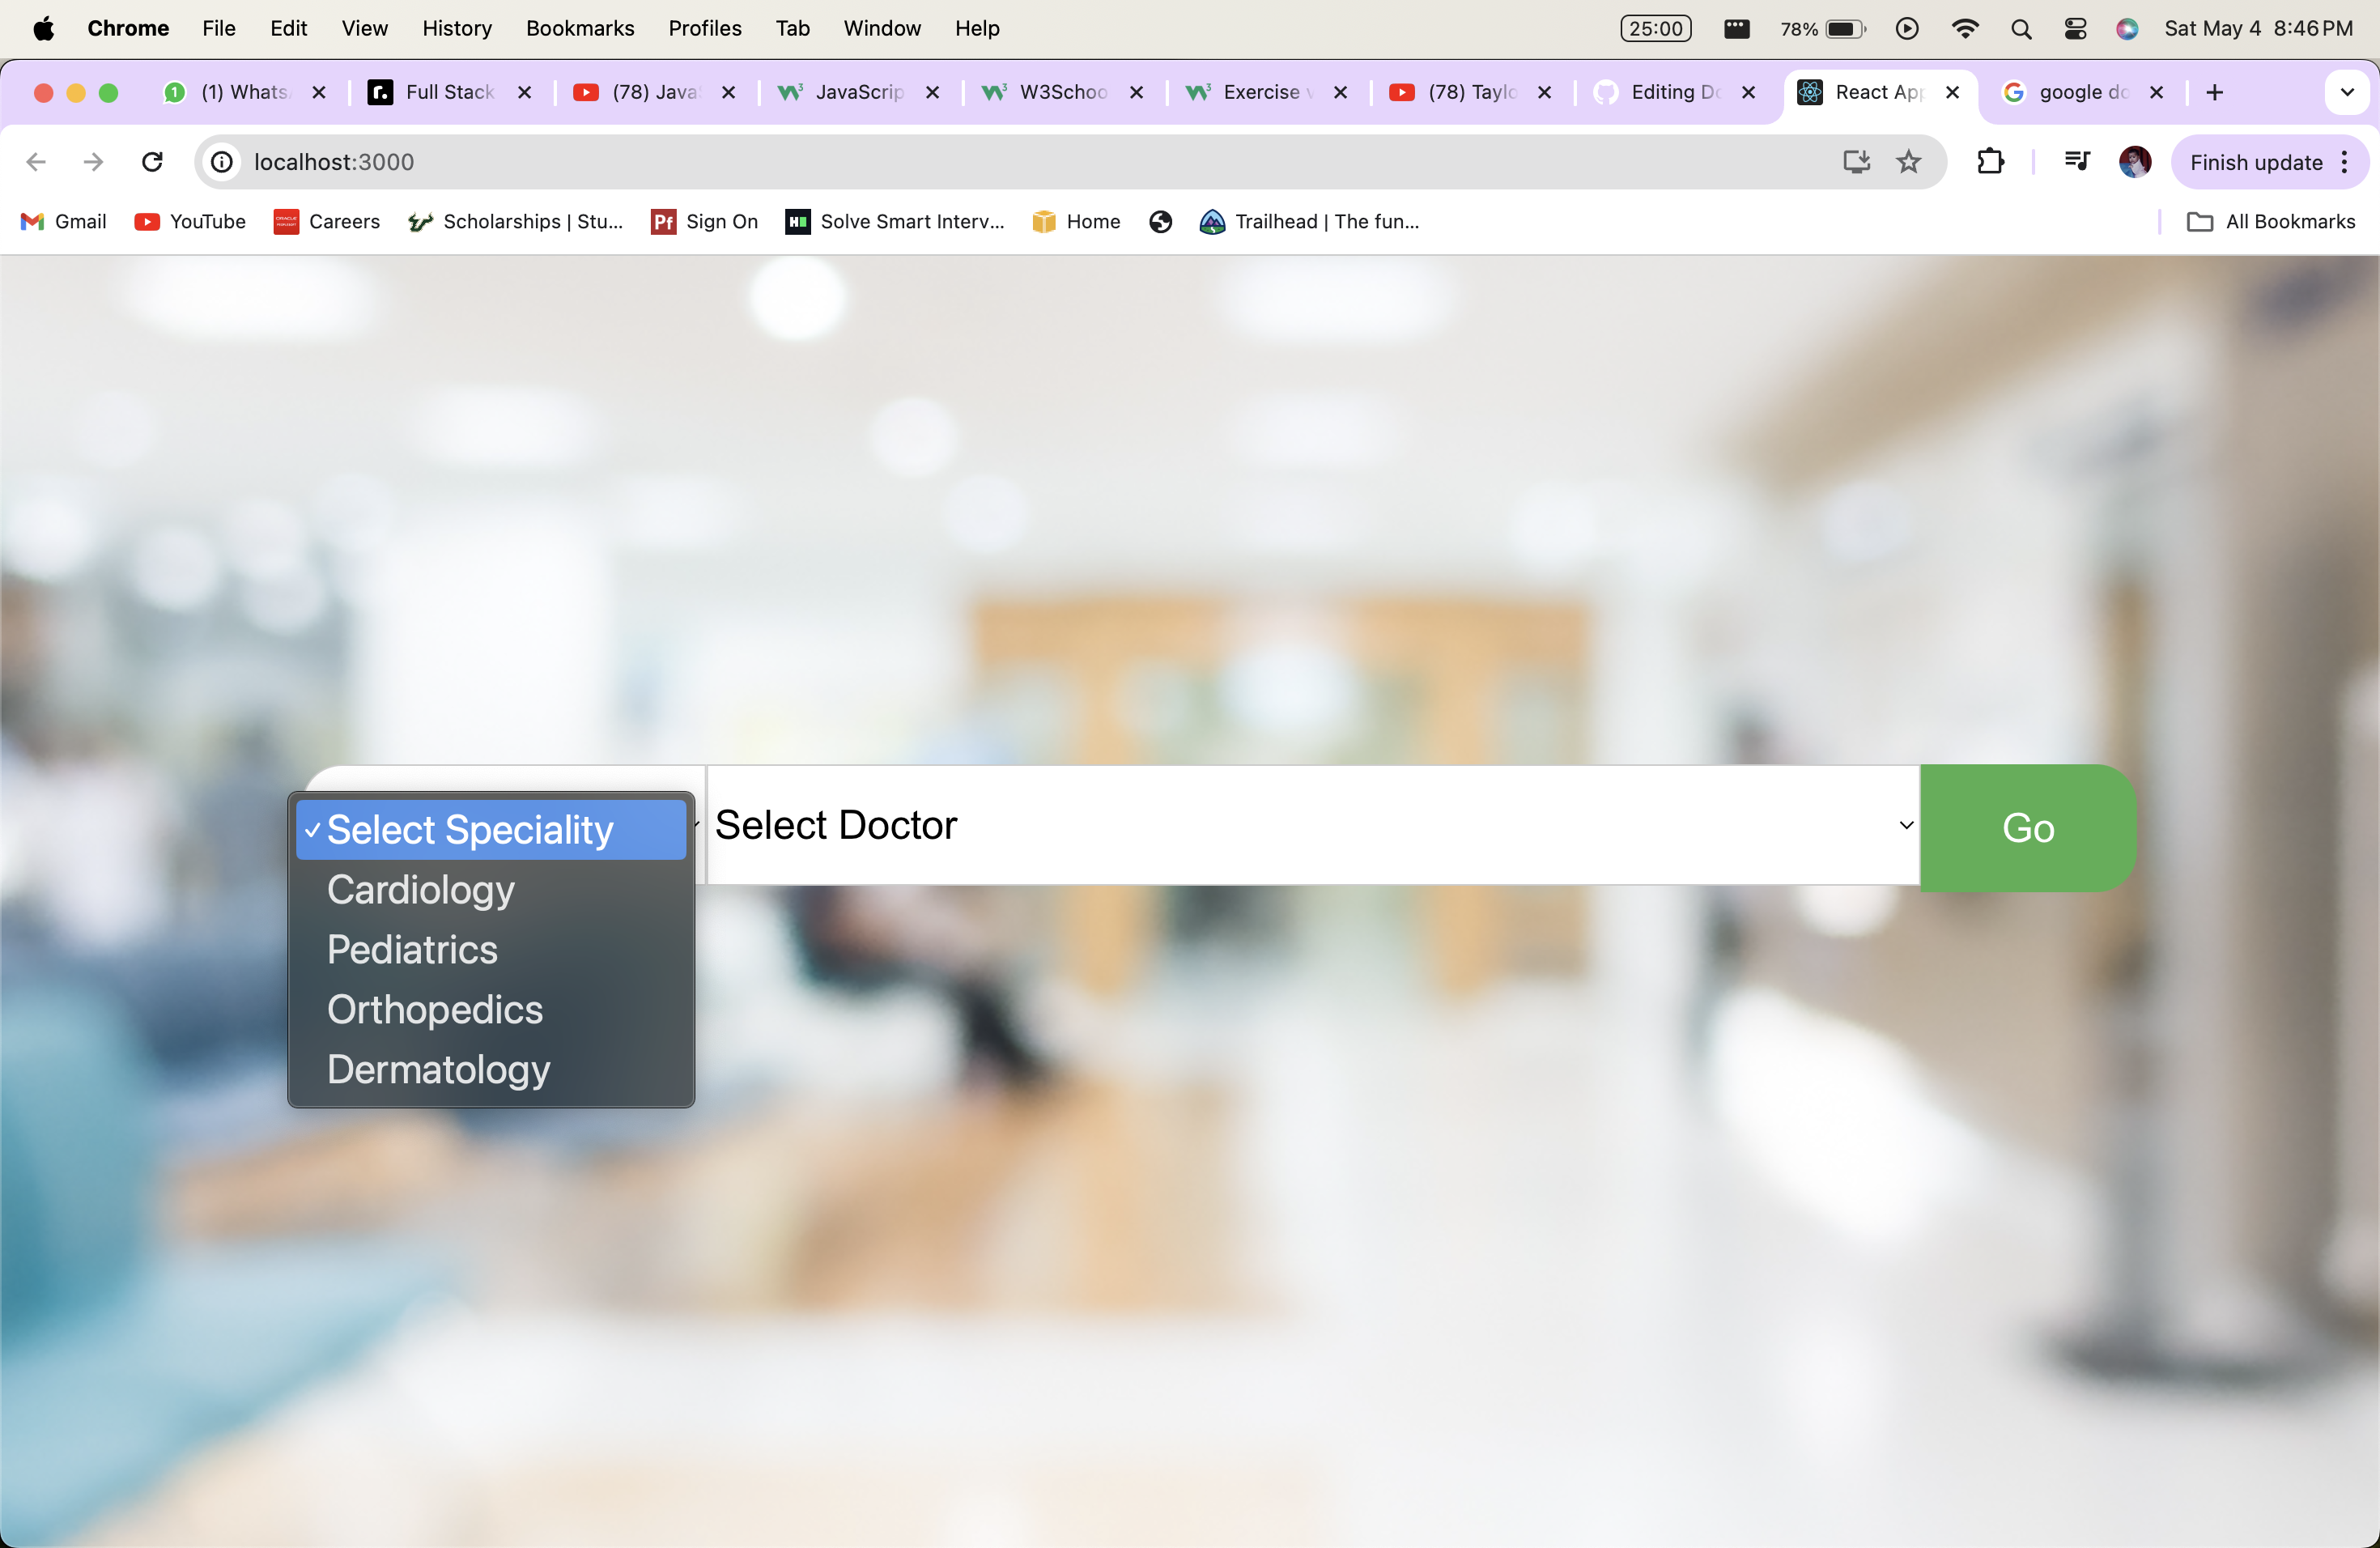 Chrome File Edit View History Bookmarks Profiles Tab Window Help 25:00 78% Sat May 4 8:46 PM
1 (1) Whats. r. Full Stack (78) Java JavaScrip W3Schoo Exercise (78) Taylo Editing React App google
localhost:3000 Finish update
Gmail YouTube Careers Scholarships | Stu... Pf Sign On Solve Smart Interv... Home Trailhead | The fun... All Bookmarks
✓ Select Speciality Select Doctor Go
Cardiology
Pediatrics
Orthopedics
Dermatology